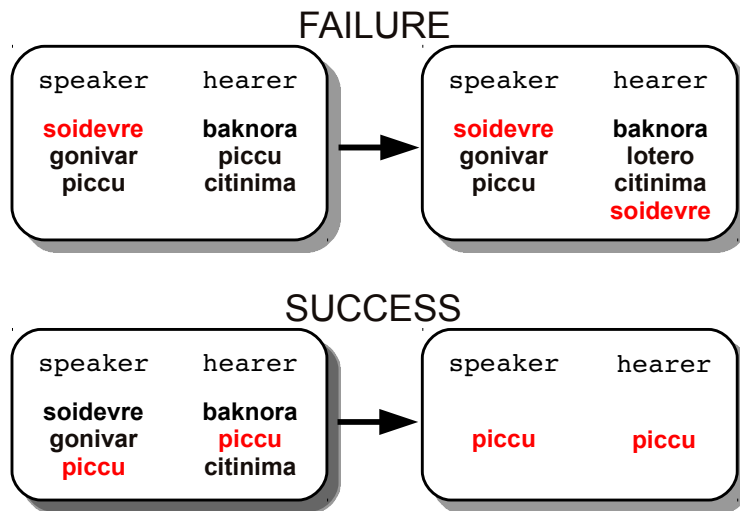 FAILURE
speaker hearer
soidevre baknora
gonivar piccu
piccu citinima
speaker hearer
soidevre baknora
gonivar lotero
piccu citinima
soidevre
SUCCESS
speaker hearer
soidevre baknora
gonivar piccu
piccu citinima
speaker hearer
piccu piccu